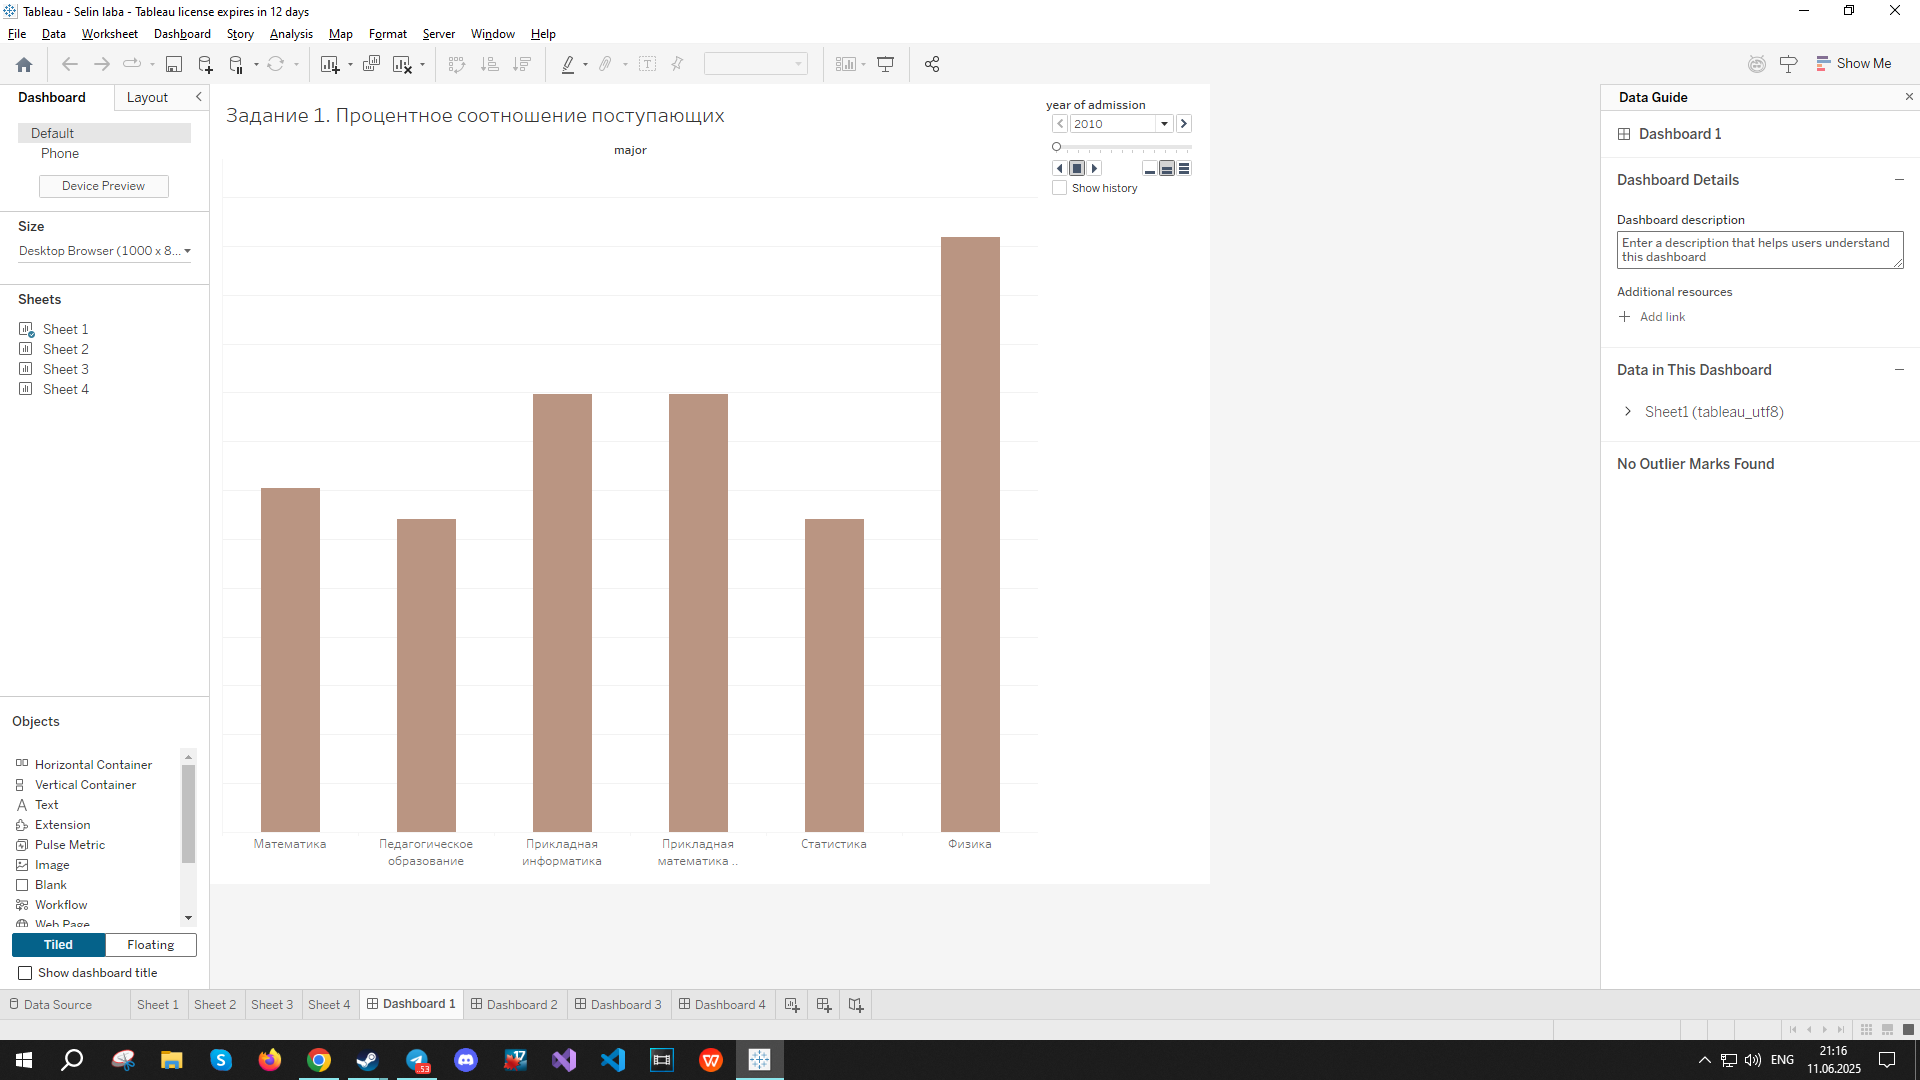 Tableau - Selin laba - Tableau license expires in 12 days
File Data Worksheet Dashboard Story Analysis Map Format Server Window Help
Show Me
Dashboard Layout
Default
Phone
Device Preview
Size
Desktop Browser (1000 x 8...
Sheets
Sheet 1
Sheet 2
Sheet 3
Sheet 4
Objects
Horizontal Container
Vertical Container
Text
Extension
Pulse Metric
Image
Blank
Workflow
Web Page
Tiled Floating
Show dashboard title
Задание 1. Процентное соотношение поступающих
major
Математика
Педагогическое
образование
Прикладная
информатика
Прикладная
математика ..
Статистика
Физика
year of admission
2010
Show history
Data Guide
Dashboard 1
Dashboard Details
Dashboard description
Enter a description that helps users understand
this dashboard
Additional resources
Add link
Data in This Dashboard
Sheet1 (tableau_utf8)
No Outlier Marks Found
Data Source Sheet 1 Sheet 2 Sheet 3 Sheet 4 Dashboard 1 Dashboard 2 Dashboard 3 Dashboard 4
53
17
ENG
21:16
11.06.2025